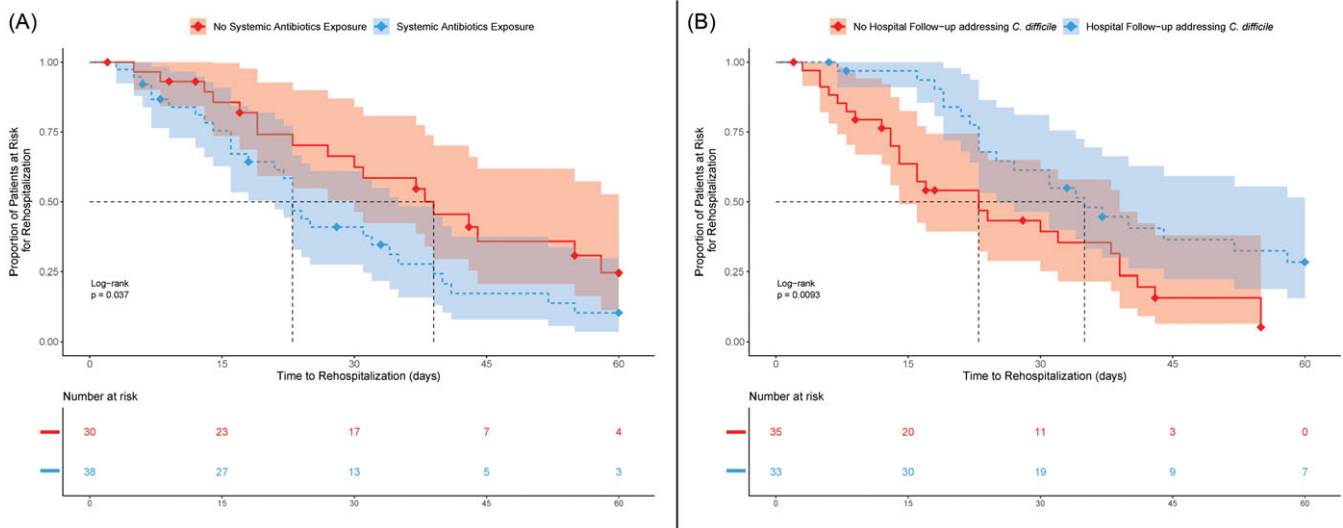 (A)
No Systemic Antibiotics Exposure Systemic Antibiotics Exposure
Proportion of Patients at Risk
for Rehospitalization
1.00
0.75
0.50
0.25
0.00
Log-rank
p = 0.037
0 15 30 45 60
Time to Rehospitalization (days)
Number at risk
30 23 17 7 4
38 27 13 5 3
0 15 30 45 60
(B)
No Hospital Follow-up addressing C. difficile Hospital Follow-up addressing C. difficile
Proportion of Patients at Risk
for Rehospitalization
1.00
0.75
0.50
0.25
0.00
Log-rank
p = 0.0093
0 15 30 45 60
Time to Rehospitalization (days)
Number at risk
35 20 11 3 0
33 30 19 9 7
0 15 30 45 60